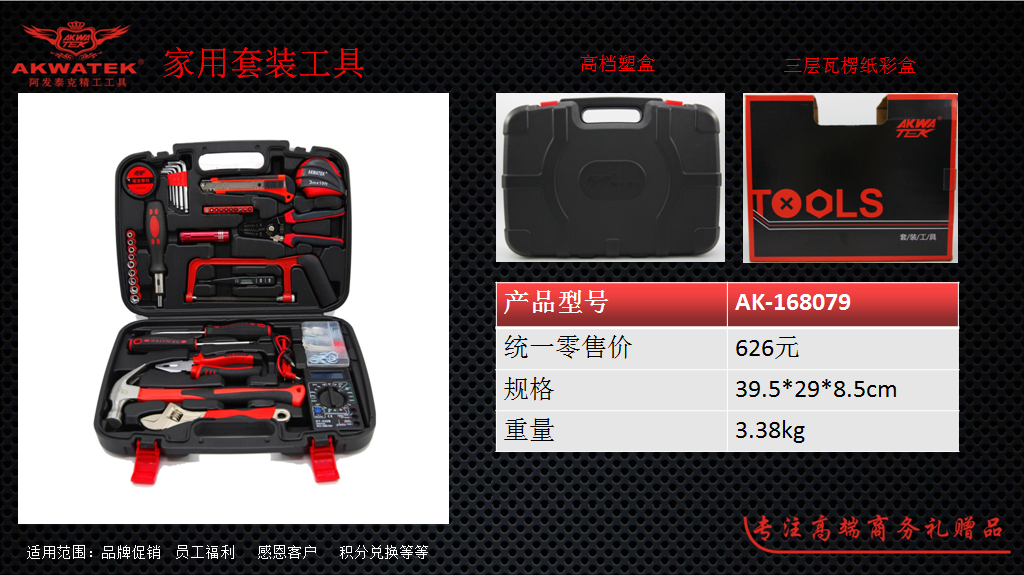 AKWATEK
AKWATEK®
阿发泰克精工工具
家用套装工具
高档塑盒
三层瓦楞纸彩盒
AKWATEK
3mx16ft
AKWA
TEK
TOOLS
套/装/工/具
产品型号 AK-168079
统一零售价 626元
规格 39.5*29*8.5cm
重量 3.38kg
适用范围：品牌促销 员工福利 感恩客户 积分兑换等等
专注高端商务礼赠品